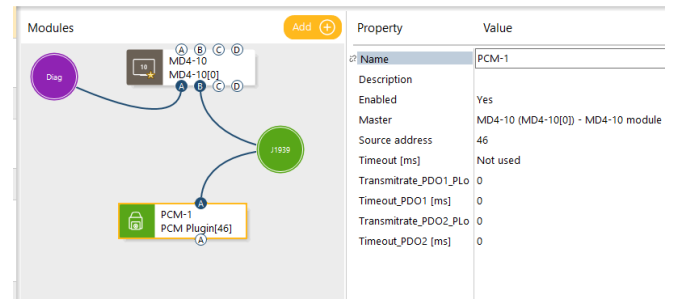 Modules
Add
Property Value
A B C D
10
MD4-10
MD4-10[0]
A B C D
Diag
J1939
A
PCM-1
PCM Plugin[46]
A
Name PCM-1
Description
Enabled Yes
Master MD4-10 (MD4-10[0]) - MD4-10 module
Source address 46
Timeout [ms] Not used
Transmitrate_PDO1_PLo 0
Timeout_PDO1 [ms] 0
Transmitrate_PDO2_PLo 0
Timeout_PDO2 [ms] 0